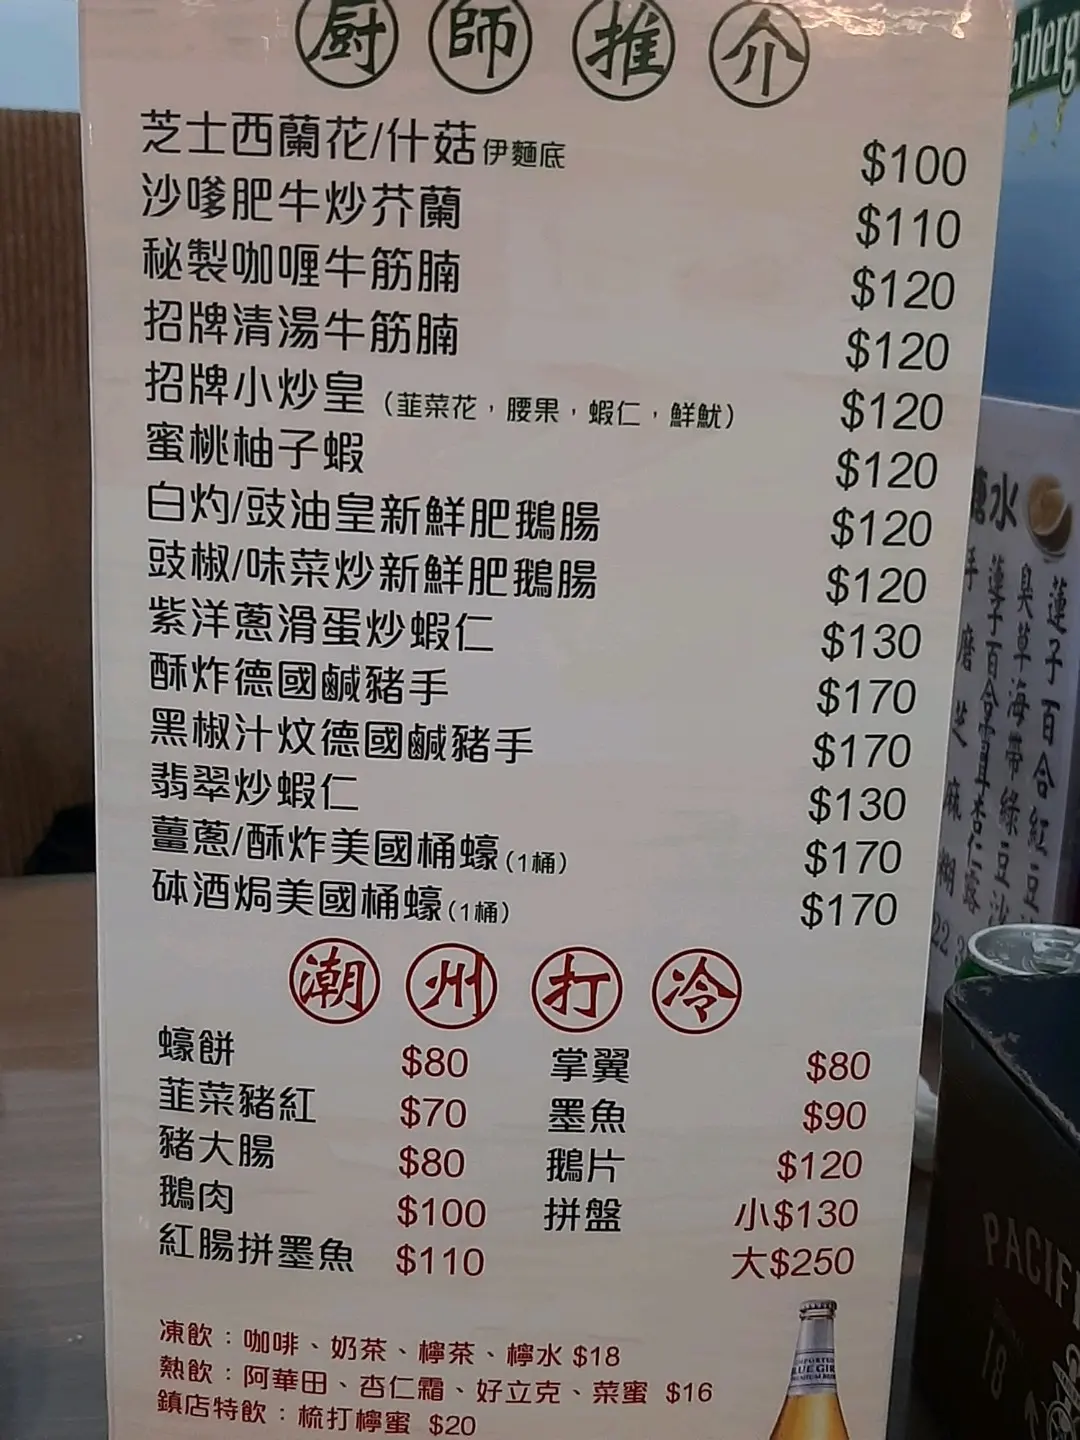 廚師推介
芝士西蘭花/什菇伊麵底 $100
沙嗲肥牛炒芥蘭 $110
秘製咖喱牛筋腩 $120
招牌清湯牛筋腩 $120
招牌小炒皇(韮菜花,腰果,蝦仁,鮮魷) $120
蜜桃柚子蝦 $120
白灼/豉油皇新鮮肥鵝腸 $120
豉椒/味菜炒新鮮肥鵝腸 $120
紫洋蔥滑蛋炒蝦仁 $130
酥炸德國鹹豬手 $170
黑椒汁炆德國鹹豬手 $170
翡翠炒蝦仁 $130
薑蔥/酥炸美國桶蠔(1桶) $170
砵酒焗美國桶蠔(1桶) $170
潮州打冷
蠔餅 $80 掌翼 $80
韮菜豬紅 $70 墨魚 $90
豬大腸 $80 鵝片 $120
鵝肉 $100 拼盤 小$130
紅腸拼墨魚 $110 大$250
凍飲:咖啡、奶茶、檸茶、檸水 $18
熱飲:阿華田、杏仁霜、好立克、菜蜜 $16
鎮店特飲:梳打檸蜜 $20
erberg
水
蓮子百合紅豆
臭草海帶綠豆沙
手磨芝麻糊
22
PACIF